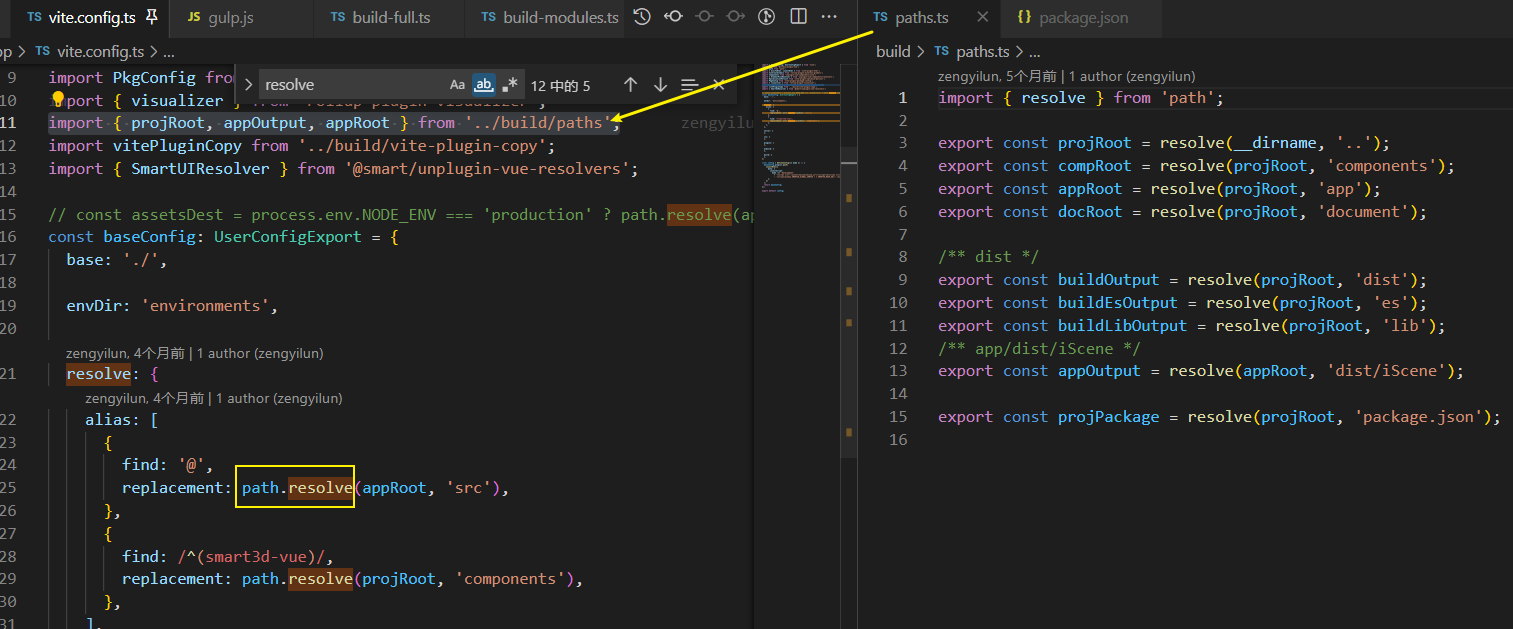 TS vite.config.ts
JS gulp.js
TS build-full.ts
TS build-modules.ts
TS paths.ts
{} package.json
pp > TS vite.config.ts > ...
build > TS paths.ts > ...
resolve
Aa ab .* 12 中的 5
9 import PkgConfig from
10 import { visualizer } from 'rollup-plugin-visualizer';
11 import { projRoot, appOutput, appRoot } from '../build/paths'; zengyilu
12 import vitePluginCopy from '../build/vite-plugin-copy';
13 import { SmartUIResolver } from '@smart/unplugin-vue-resolvers';
14
15 // const assetsDest = process.env.NODE_ENV === 'production' ? path.resolve(ap
16 const baseConfig: UserConfigExport = {
17 base: './',
18
19 envDir: 'environments',
20
zengyilun, 4个月前 | 1 author (zengyilun)
21 resolve: {
zengyilun, 4个月前 | 1 author (zengyilun)
22 alias: [
23 {
24 find: '@',
25 replacement: path.resolve(appRoot, 'src'),
26 },
27 {
28 find: /^(smart3d-vue)/,
29 replacement: path.resolve(projRoot, 'components'),
30 },
31 ],
zengyilun, 5个月前 | 1 author (zengyilun)
1 import { resolve } from 'path';
2
3 export const projRoot = resolve(__dirname, '..');
4 export const compRoot = resolve(projRoot, 'components');
5 export const appRoot = resolve(projRoot, 'app');
6 export const docRoot = resolve(projRoot, 'document');
7
8 /** dist */
9 export const buildOutput = resolve(projRoot, 'dist');
10 export const buildEsOutput = resolve(projRoot, 'es');
11 export const buildLibOutput = resolve(projRoot, 'lib');
12 /** app/dist/iScene */
13 export const appOutput = resolve(appRoot, 'dist/iScene');
14
15 export const projPackage = resolve(projRoot, 'package.json');
16